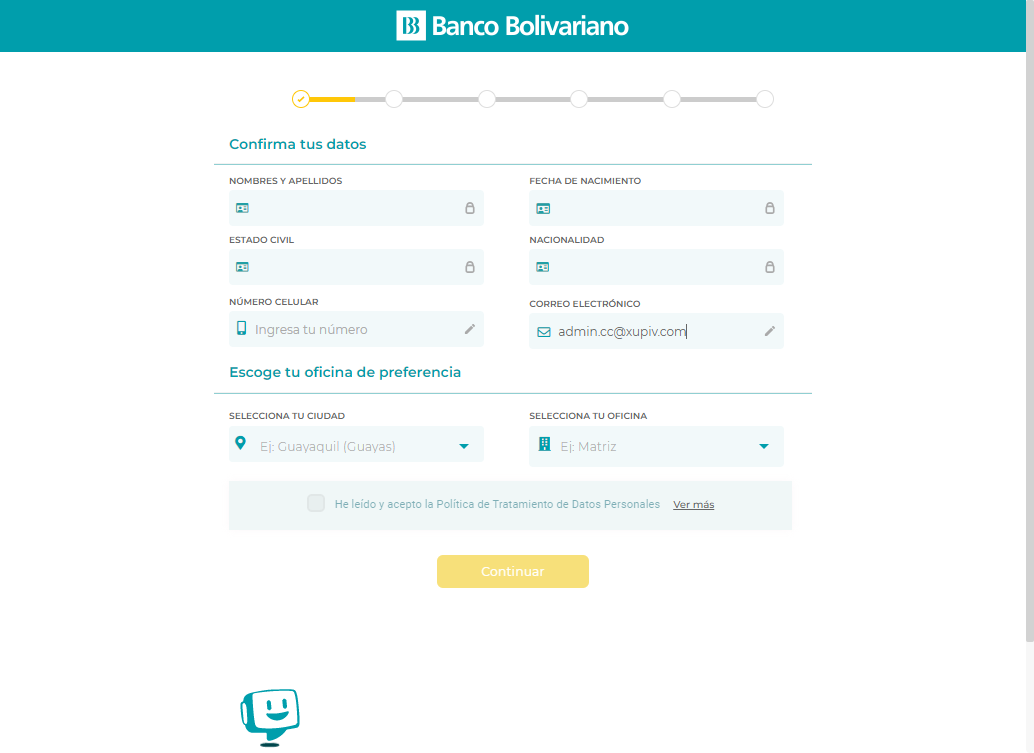 Banco Bolivariano
Confirma tus datos
NOMBRES Y APELLIDOS
FECHA DE NACIMIENTO
ESTADO CIVIL
NACIONALIDAD
NÚMERO CELULAR
CORREO ELECTRÓNICO
Ingresa tu número
admin.cc@xupiv.com
Escoge tu oficina de preferencia
SELECCIONA TU CIUDAD
SELECCIONA TU OFICINA
Ej: Guayaquil (Guayas)
Ej: Matriz
He leído y acepto la Política de Tratamiento de Datos Personales Ver más
Continuar